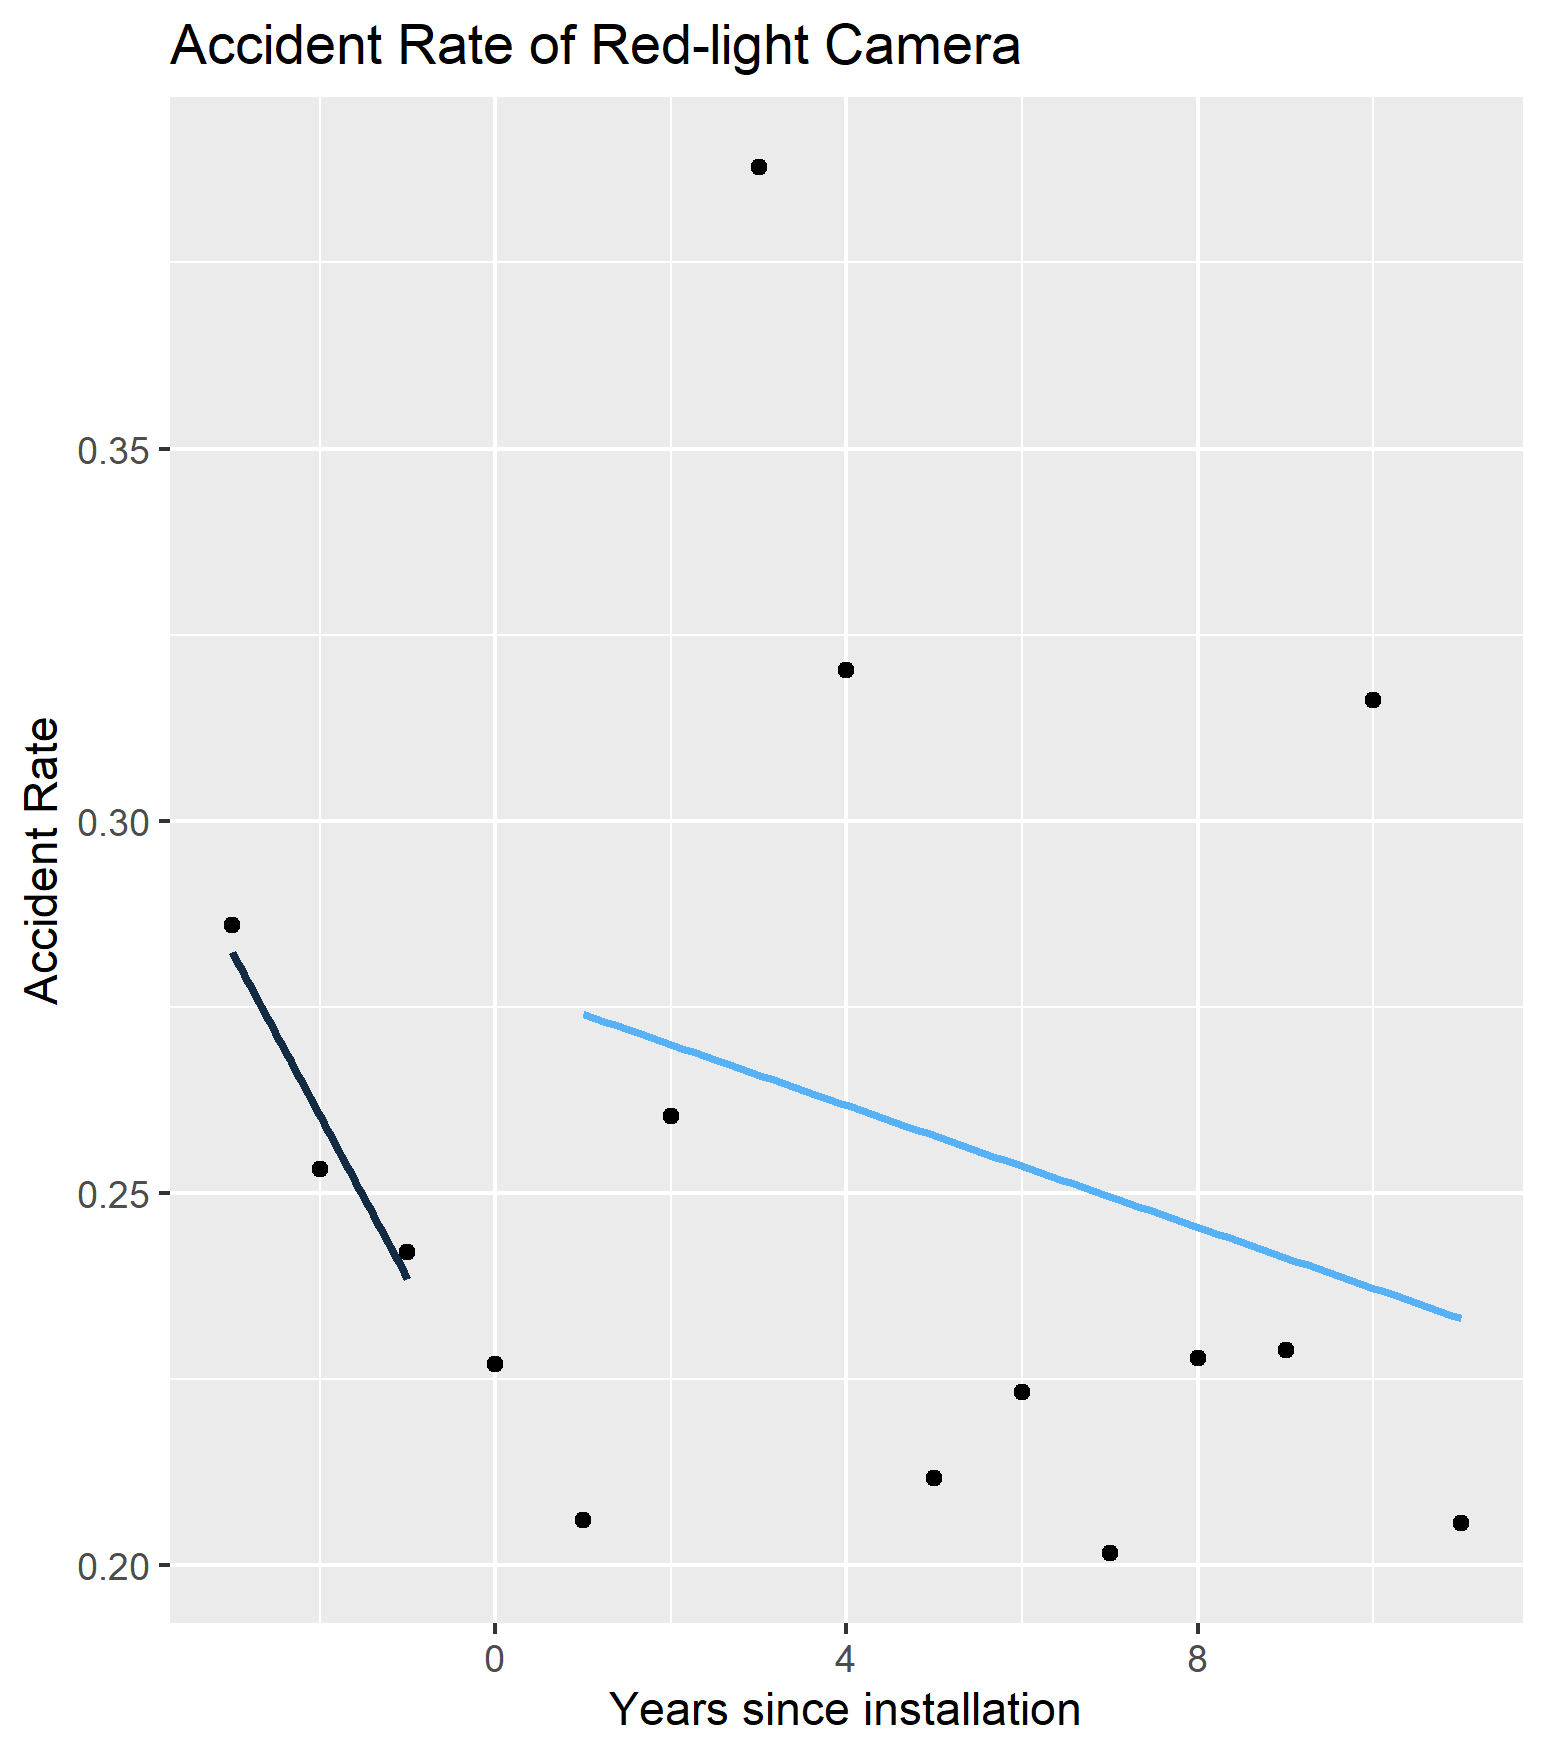 Accident Rate of Red-light Camera
Accident Rate
0.35
0.30
0.25
0.20
0 4 8
Years since installation